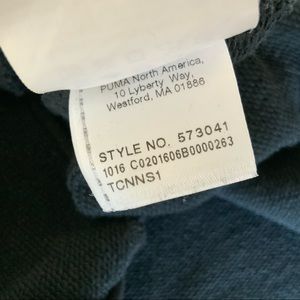 PUMA North America,
10 Lyberty Way,
Westford, MA 01886
STYLE NO. 573041
1016 C0201606B0000263
TCNNS1